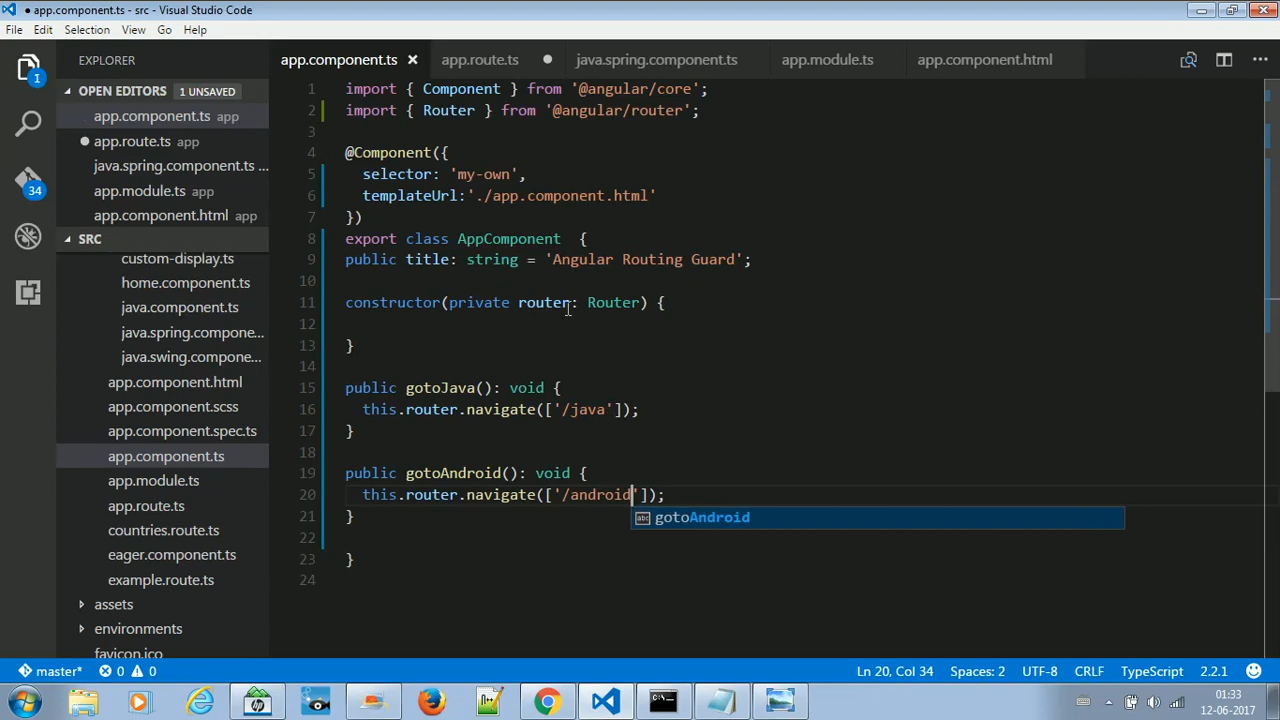 app.component.ts - src - Visual Studio Code
File Edit Selection View Go Help
EXPLORER
app.component.ts
app.route.ts
java.spring.component.ts
app.module.ts
app.component.html
OPEN EDITORS 1 UNSAVED
app.component.ts app
app.route.ts app
java.spring.component.ts ...
app.module.ts app
app.component.html app
SRC
custom-display.ts
home.component.ts
java.component.ts
java.spring.compone...
java.swing.compone...
app.component.html
app.component.scss
app.component.spec.ts
app.component.ts
app.module.ts
app.route.ts
countries.route.ts
eager.component.ts
example.route.ts
assets
environments
favicon.ico
1
34
1 import { Component } from '@angular/core';
2 import { Router } from '@angular/router';
3
4 @Component({
5 selector: 'my-own',
6 templateUrl:'./app.component.html'
7 })
8 export class AppComponent {
9 public title: string = 'Angular Routing Guard';
10
11 constructor(private router: Router) {
12
13 }
14
15 public gotoJava(): void {
16 this.router.navigate(['/java']);
17 }
18
19 public gotoAndroid(): void {
20 this.router.navigate(['/android']);
21 }
22
23 }
24
abc gotoAndroid
master* 0 0 Ln 20, Col 34 Spaces: 2 UTF-8 CRLF TypeScript 2.2.1
01:33
12-06-2017